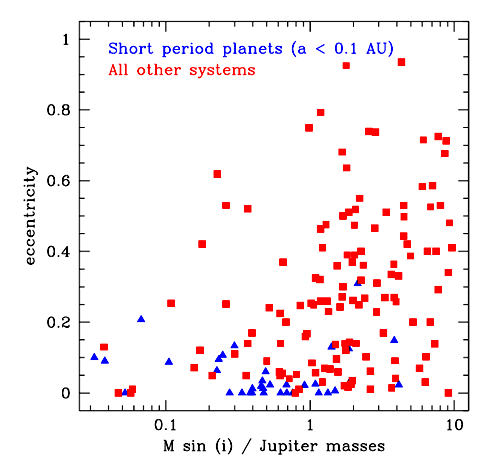 1
Short period planets (a < 0.1 AU)
All other systems
0.8
0.6
0.4
0.2
0
eccentricity
0.1 1 10
M sin (i) / Jupiter masses